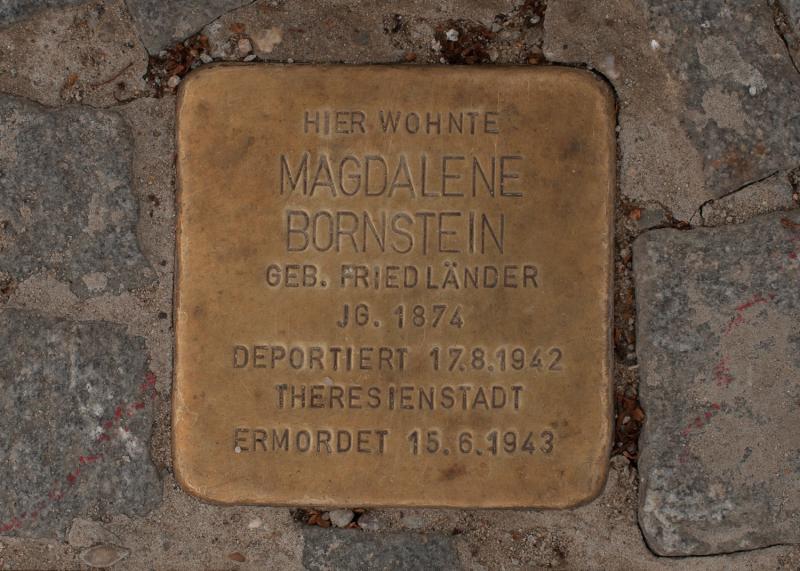 HIER WOHNTE
MAGDALENE
BORNSTEIN
GEB. FRIEDLÄNDER
JG. 1874
DEPORTIERT 17.8.1942
THERESIENSTADT
ERMORDET 15.6.1943